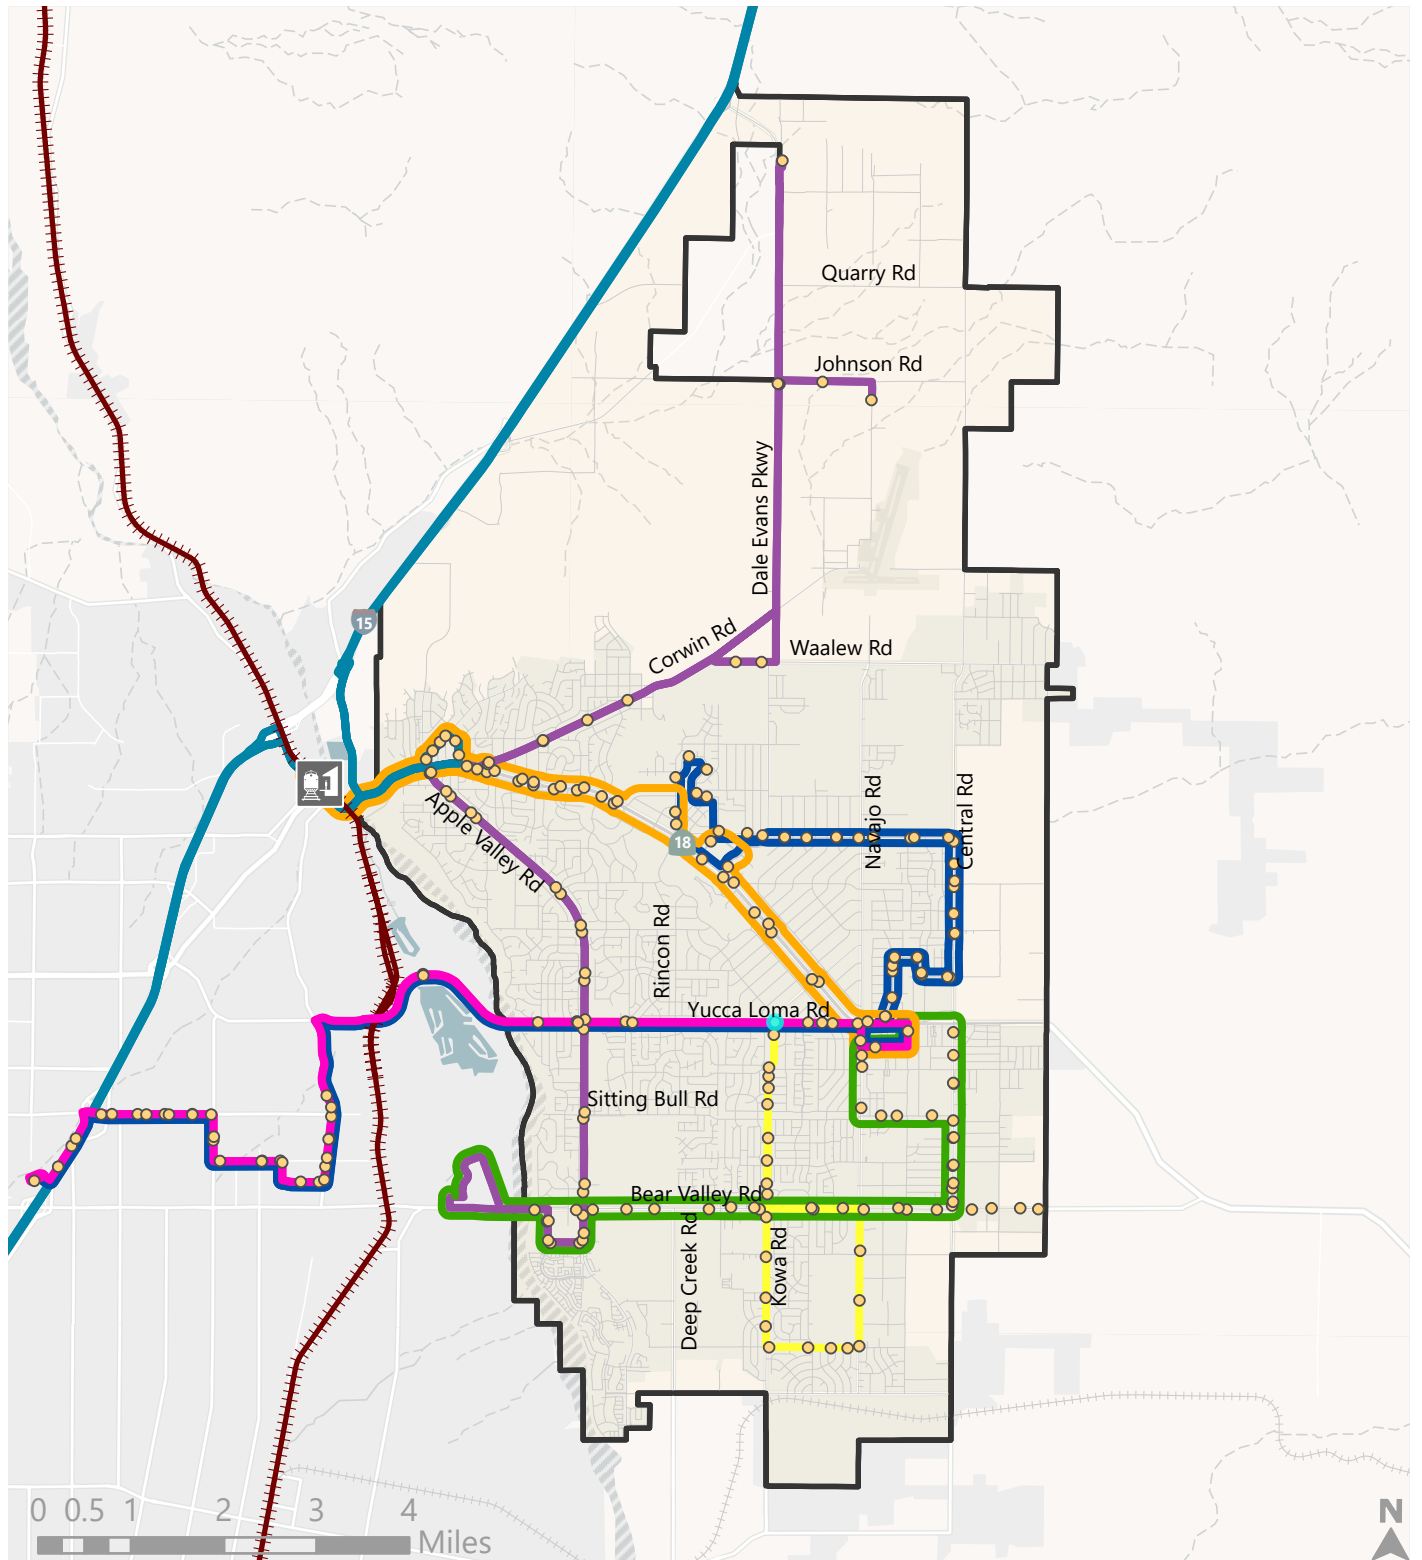 Quarry Rd
Johnson Rd
Dale Evans Pkwy
15
Corwin Rd
Waalew Rd
Apple Valley Rd
Navajo Rd
Central Rd
18
Rincon Rd
Yucca Loma Rd
Sitting Bull Rd
Bear Valley Rd
Deep Creek Rd
Kiowa Rd
0 0.5 1 2 3 4
Miles
N